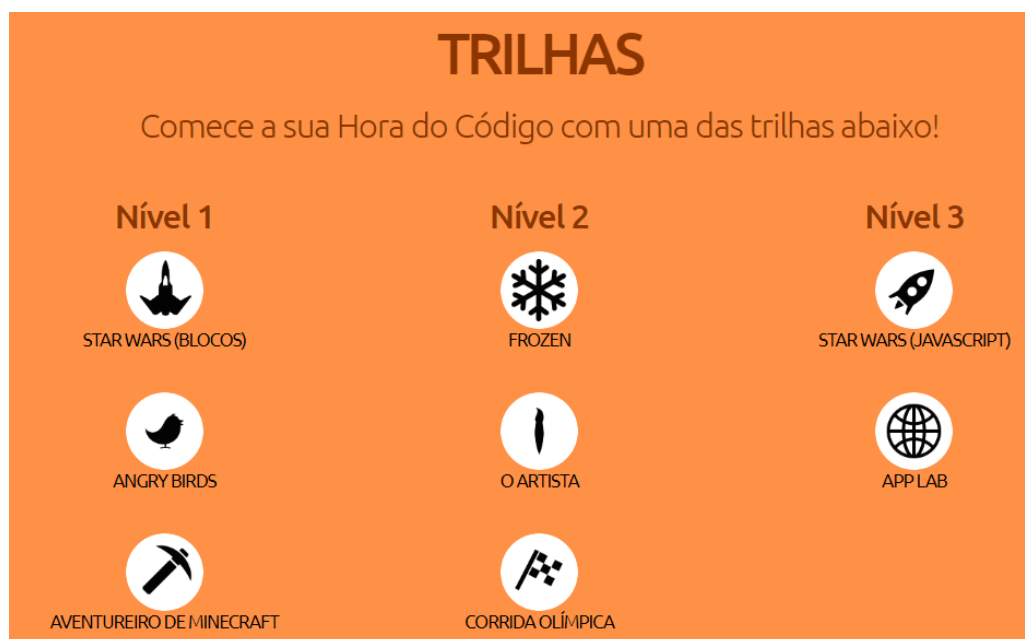 TRILHAS
Comece a sua Hora do Código com uma das trilhas abaixo!
Nível 1
Nível 2
Nível 3
STAR WARS (BLOCOS)
FROZEN
STAR WARS (JAVASCRIPT)
ANGRY BIRDS
O ARTISTA
APP LAB
AVENTUREIRO DE MINECRAFT
CORRIDA OLÍMPICA